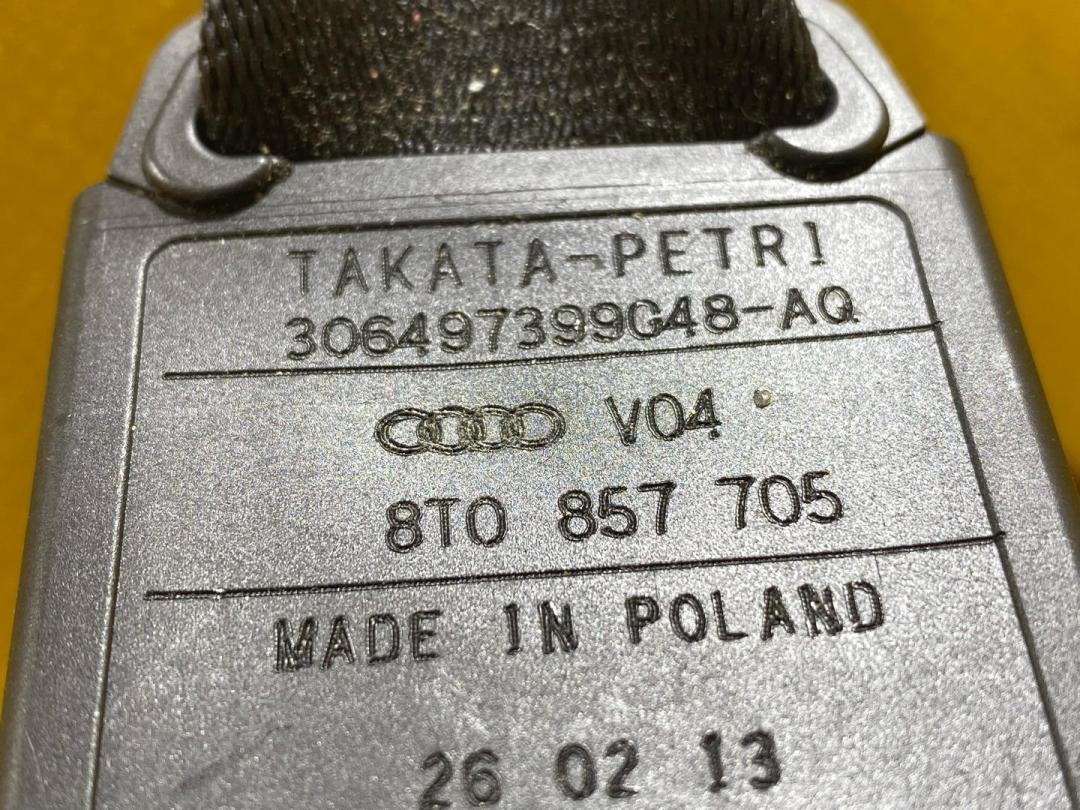 TAKATA-PETRI
306497399G48-AQ
V04
8T0 857 705
MADE IN POLAND
26 02 13